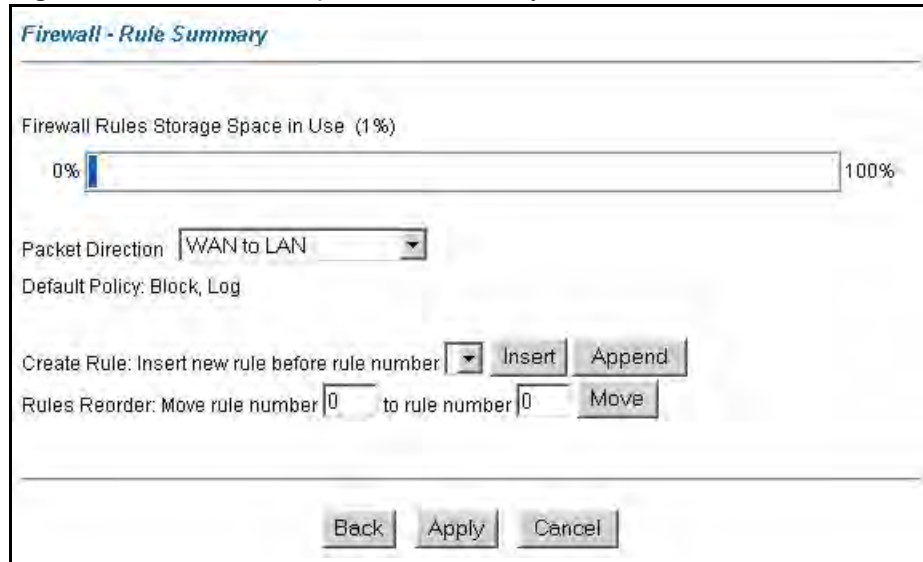 Firewall - Rule Summary
Firewall Rules Storage Space in Use (1%)
0% 100%
Packet Direction WAN to LAN
Default Policy: Block, Log
Create Rule: Insert new rule before rule number Insert Append
Rules Reorder: Move rule number 0 to rule number 0 Move
Back Apply Cancel